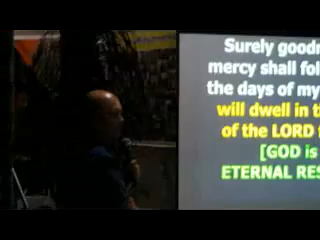 Surely goodn
mercy shall fol
the days of my
will dwell in t
of the LORD
[GOD is
ETERNAL RES